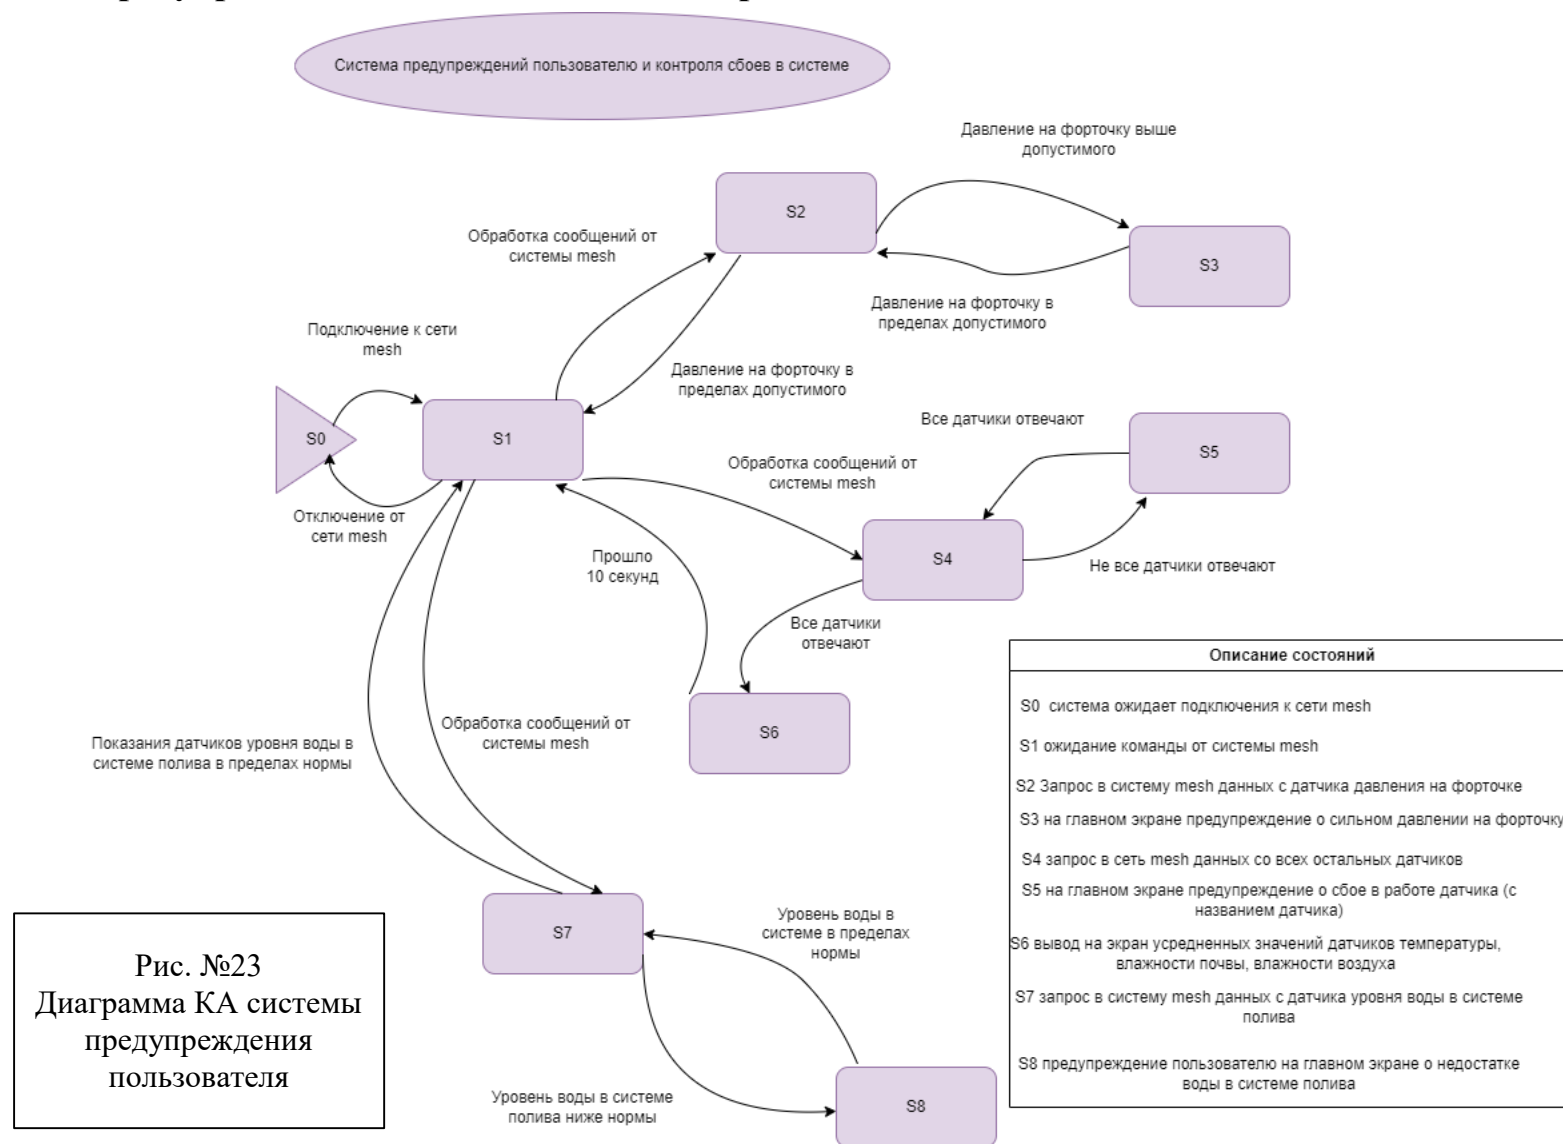 Система предупреждений пользователю и контроля сбоев в системе
Давление на форточку выше
допустимого
S2
Обработка сообщений от
системы mesh
S3
Давление на форточку в
пределах допустимого
Подключение к сети
mesh
Давление на форточку в
пределах допустимого
S0
S1
Все датчики отвечают
S5
Обработка сообщений от
системы mesh
Отключение от
сети mesh
Прошло
10 секунд
S4
Не все датчики отвечают
Все датчики
отвечают
S6
Показания датчиков уровня воды в
системе полива в пределах нормы
Обработка сообщений от
системы mesh
Описание состояний
S0 система ожидает подключения к сети mesh
S1 ожидание команды от системы mesh
S2 Запрос в систему mesh данных с датчика давления на форточке
S3 на главном экране предупреждение о сильном давлении на форточку
S4 запрос в сеть mesh данных со всех остальных датчиков
S5 на главном экране предупреждение о сбое в работе датчика (с
названием датчика)
S6 вывод на экран усредненных значений датчиков температуры,
влажности почвы, влажности воздуха
S7 запрос в систему mesh данных с датчика уровня воды в системе
полива
S8 предупреждение пользователю на главном экране о недостатке
воды в системе полива
S7
Уровень воды в
системе в пределах
нормы
Уровень воды в системе
полива ниже нормы
S8
Рис. №23
Диаграмма КА системы
предупреждения
пользователя